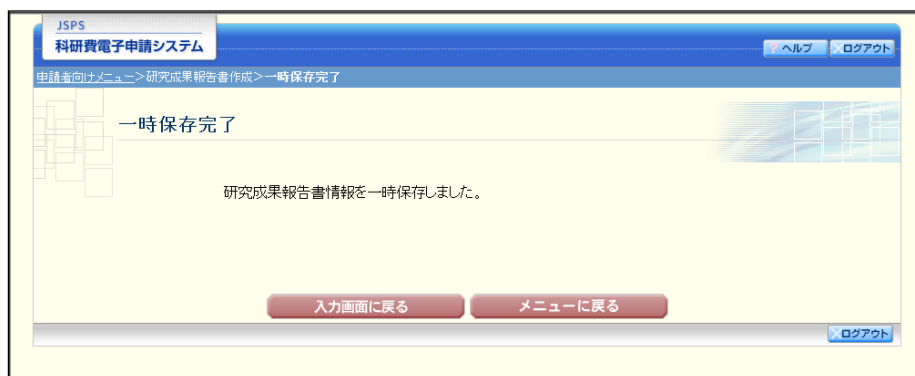 JSPS
科研費電子申請システム
?ヘルプ ×ログアウト
申請者向けメニュー>研究成果報告書作成>一時保存完了
一時保存完了
研究成果報告書情報を一時保存しました。
入力画面に戻る メニューに戻る
×ログアウト